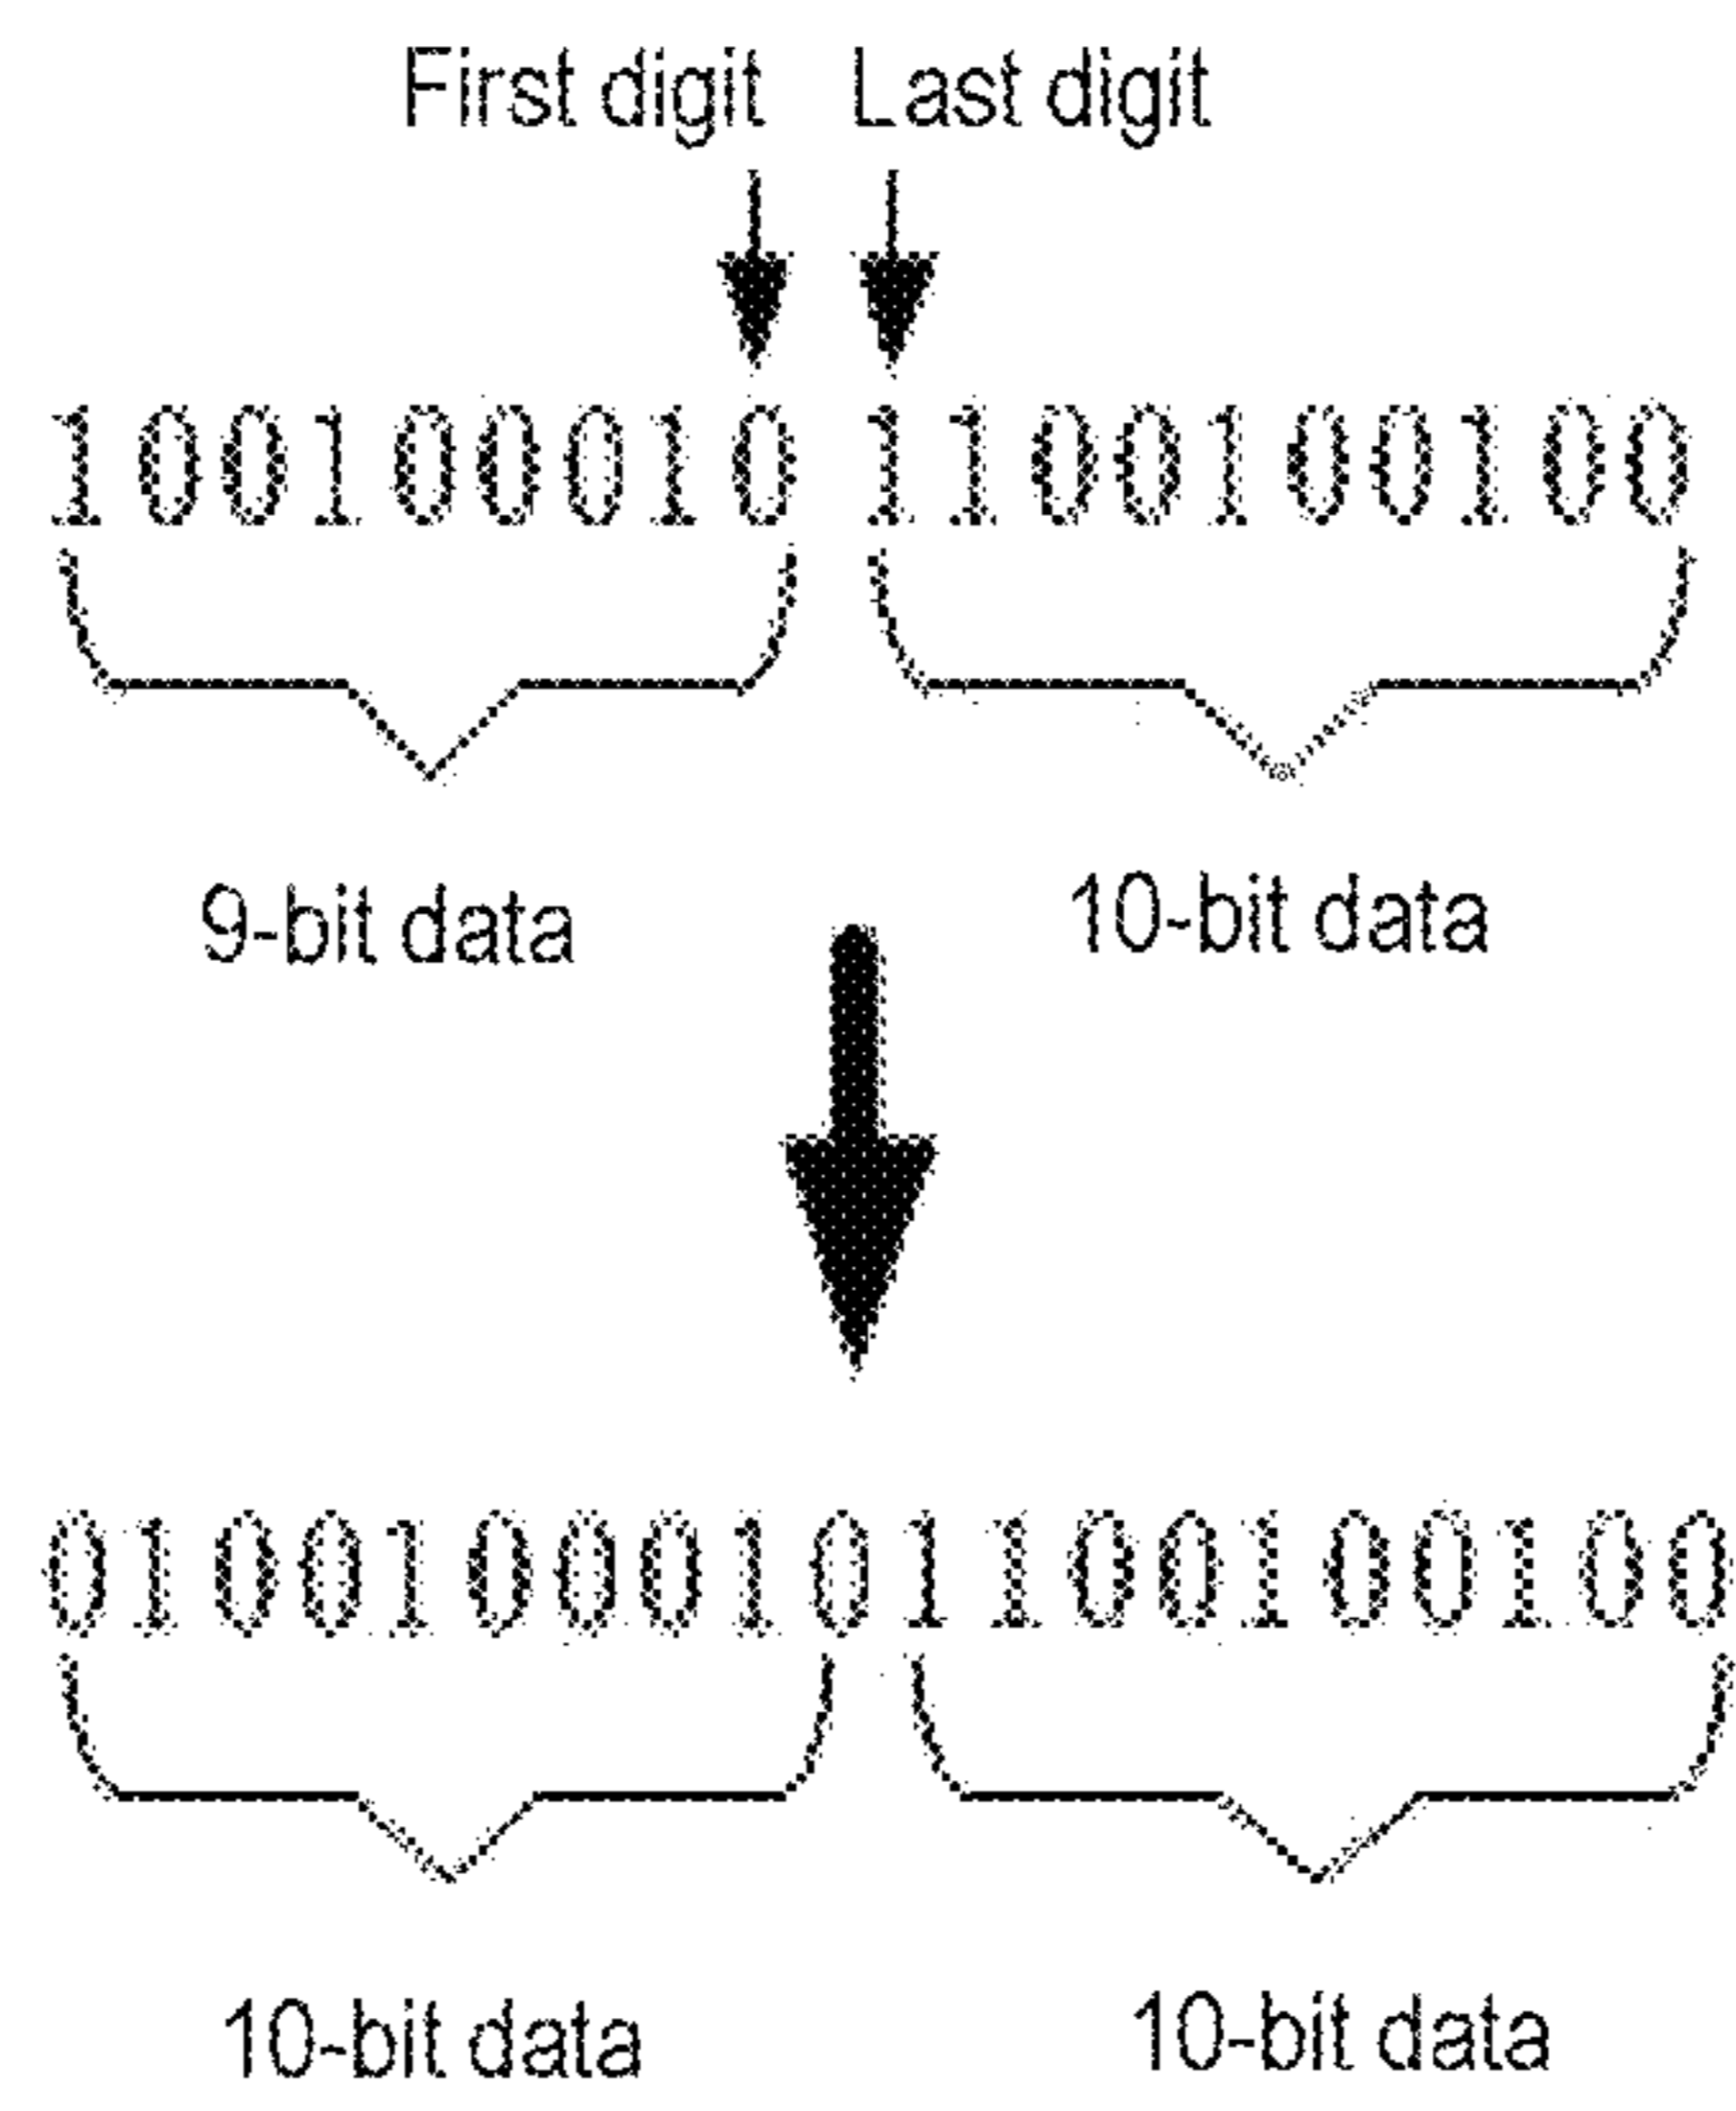 First digit Last digit
100100010 1100100100
9-bit data 10-bit data
01001000101100100100
10-bit data 10-bit data